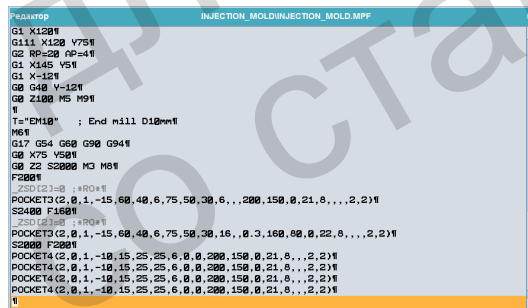 Редактор INJECTION_MOLD\INJECTION_MOLD.MPF
G1 X120¶
G111 X120 Y75¶
G2 RP=20 AP=4¶
G1 X145 Y5¶
G1 X-12¶
G0 G40 Y-12¶
G0 Z100 M5 M9¶
¶
T="EM10" ; End mill D10mm¶
M6¶
G17 G54 G60 G90 G94¶
G0 X75 Y50¶
G0 Z2 S2000 M3 M8¶
F200¶
_ZSD[2]=0 ;*RO*¶
POCKET3(2,0,1,-15,60,40,6,75,50,30,6,,,200,150,0,21,8,,,,2,2)¶
S2400 F160¶
_ZSD[2]=0 ;*RO*¶
POCKET3(2,0,1,-15,60,40,6,75,50,30,16,,0.3,160,80,0,22,8,,,,2,2)¶
S2000 F200¶
POCKET4(2,0,1,-10,15,25,25,6,0,0,200,150,0,21,8,,,2,2)¶
POCKET4(2,0,1,-10,15,25,25,6,0,0,200,150,0,21,8,,,2,2)¶
POCKET4(2,0,1,-10,15,25,25,6,0,0,200,150,0,21,8,,,2,2)¶
POCKET4(2,0,1,-10,15,25,25,6,0,0,200,150,0,21,8,,,2,2)¶
¶